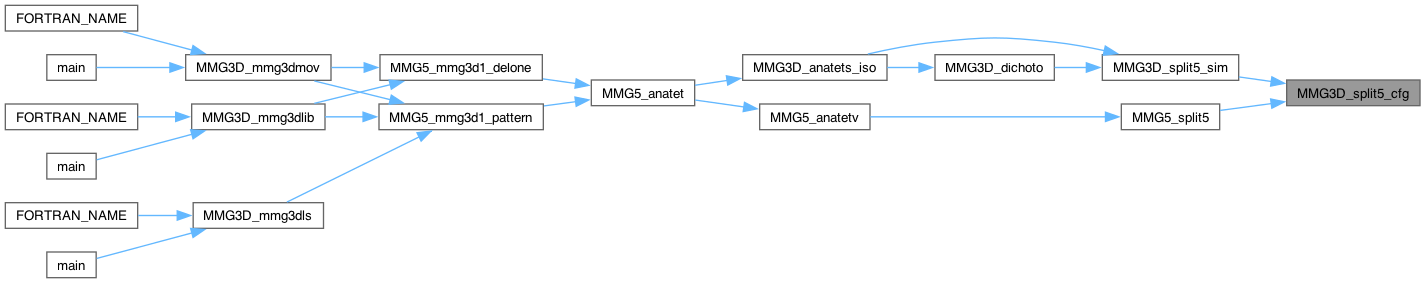 FORTRAN_NAME
main
MMG3D_mmg3dmov
MMG5_mmg3d1_delone
MMG5_anatet
MMG3D_anatets_iso
MMG3D_dichoto
MMG3D_split5_sim
MMG3D_split5_cfg
FORTRAN_NAME
MMG3D_mmg3dlib
MMG5_mmg3d1_pattern
MMG5_anatetv
MMG5_split5
main
FORTRAN_NAME
MMG3D_mmg3dls
main